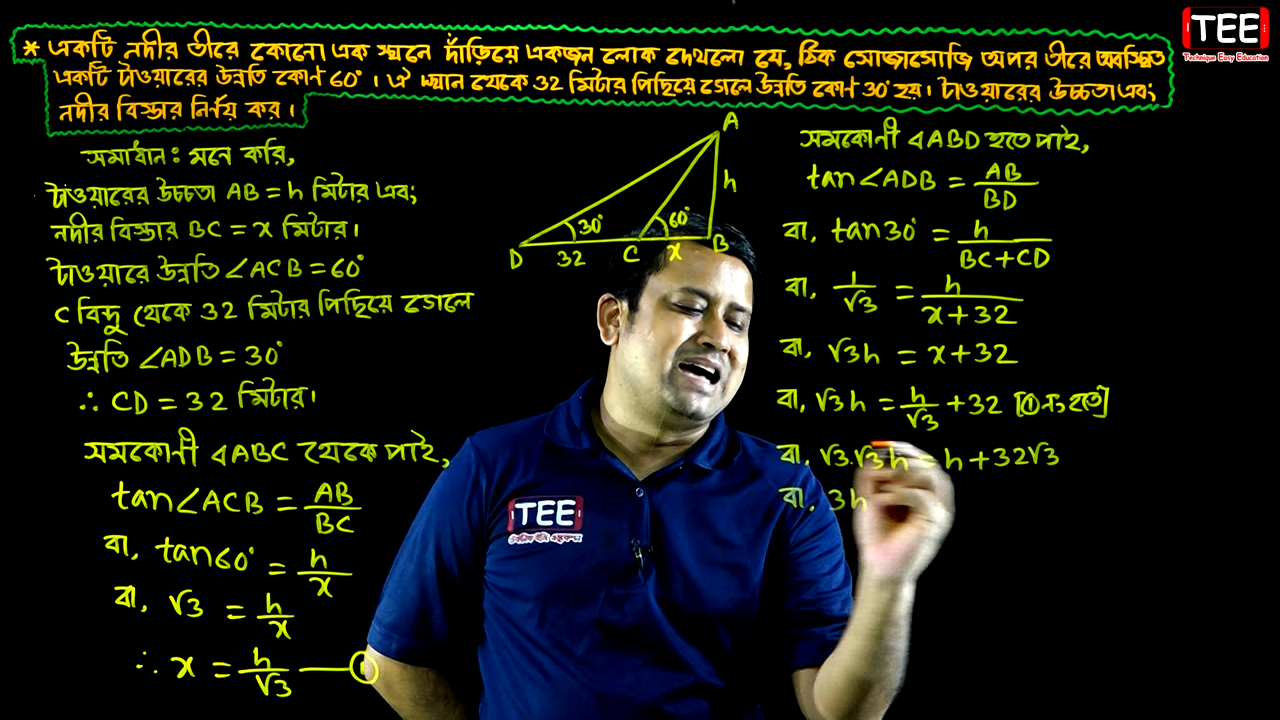 * একটি নদীর তীরে কোনো এক স্থানে দাঁড়িয়ে একজন লোক দেখলো যে, ঠিক সোজাসোজি অপর তীরে অবস্থিত
একটি টাওয়ারের উন্নতি কোণ 60°। ঐ স্থান থেকে 32 মিটার পিছিয়ে গেলে উন্নতি কোণ 30° হয়। টাওয়ারের উচ্চতা এবং
নদীর বিস্তার নির্ণয় কর।
TEE
Technique Easy Education
সমাধান: মনে করি,
টাওয়ারের উচ্চতা AB = h মিটার এবং
নদীর বিস্তার BC = x মিটার।
টাওয়ারে উন্নতি ∠ACB = 60°
C বিন্দু থেকে 32 মিটার পিছিয়ে গেলে
উন্নতি ∠ADB = 30°
∴ CD = 32 মিটার।
সমকোণী ⊿ABC থেকে পাই,
tan∠ACB = AB/BC
বা, tan60° = h/x
বা, √3 = h/x
∴ x = h/√3 —— ①
A
h
30°
60°
D
32
C
x
B
সমকোণী ⊿ABD হতে পাই,
tan∠ADB = AB/BD
বা, tan30° = h/BC+CD
বা, 1/√3 = h/x+32
বা, √3h = x+32
বা, √3h = h/√3 +32 [① নং হতে]
বা, √3.√3h = h+32√3
বা, 3h
TEE